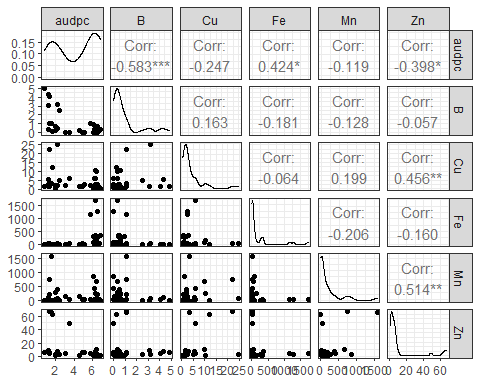 audpc B Cu Fe Mn Zn
0.15
0.10
0.05
0.00
Corr: Corr: Corr: Corr: Corr:
-0.583*** -0.247 0.424* -0.119 -0.398*
audpc
5
4
3
2
1
0
Corr: Corr: Corr: Corr:
0.163 -0.181 -0.128 -0.057
B
25
20
15
10
5
0
Corr: Corr: Corr:
-0.064 0.199 0.456**
Cu
1500
1000
500
0
Corr: Corr:
-0.206 -0.160
Fe
1500
1000
500
0
Corr:
0.514**
Mn
60
40
20
0
Zn
2 4 6 0 1 2 3 4 5 0 5 10 15 20 25 0 500 1000 1500 0 500 1000 1500 0 20 40 60